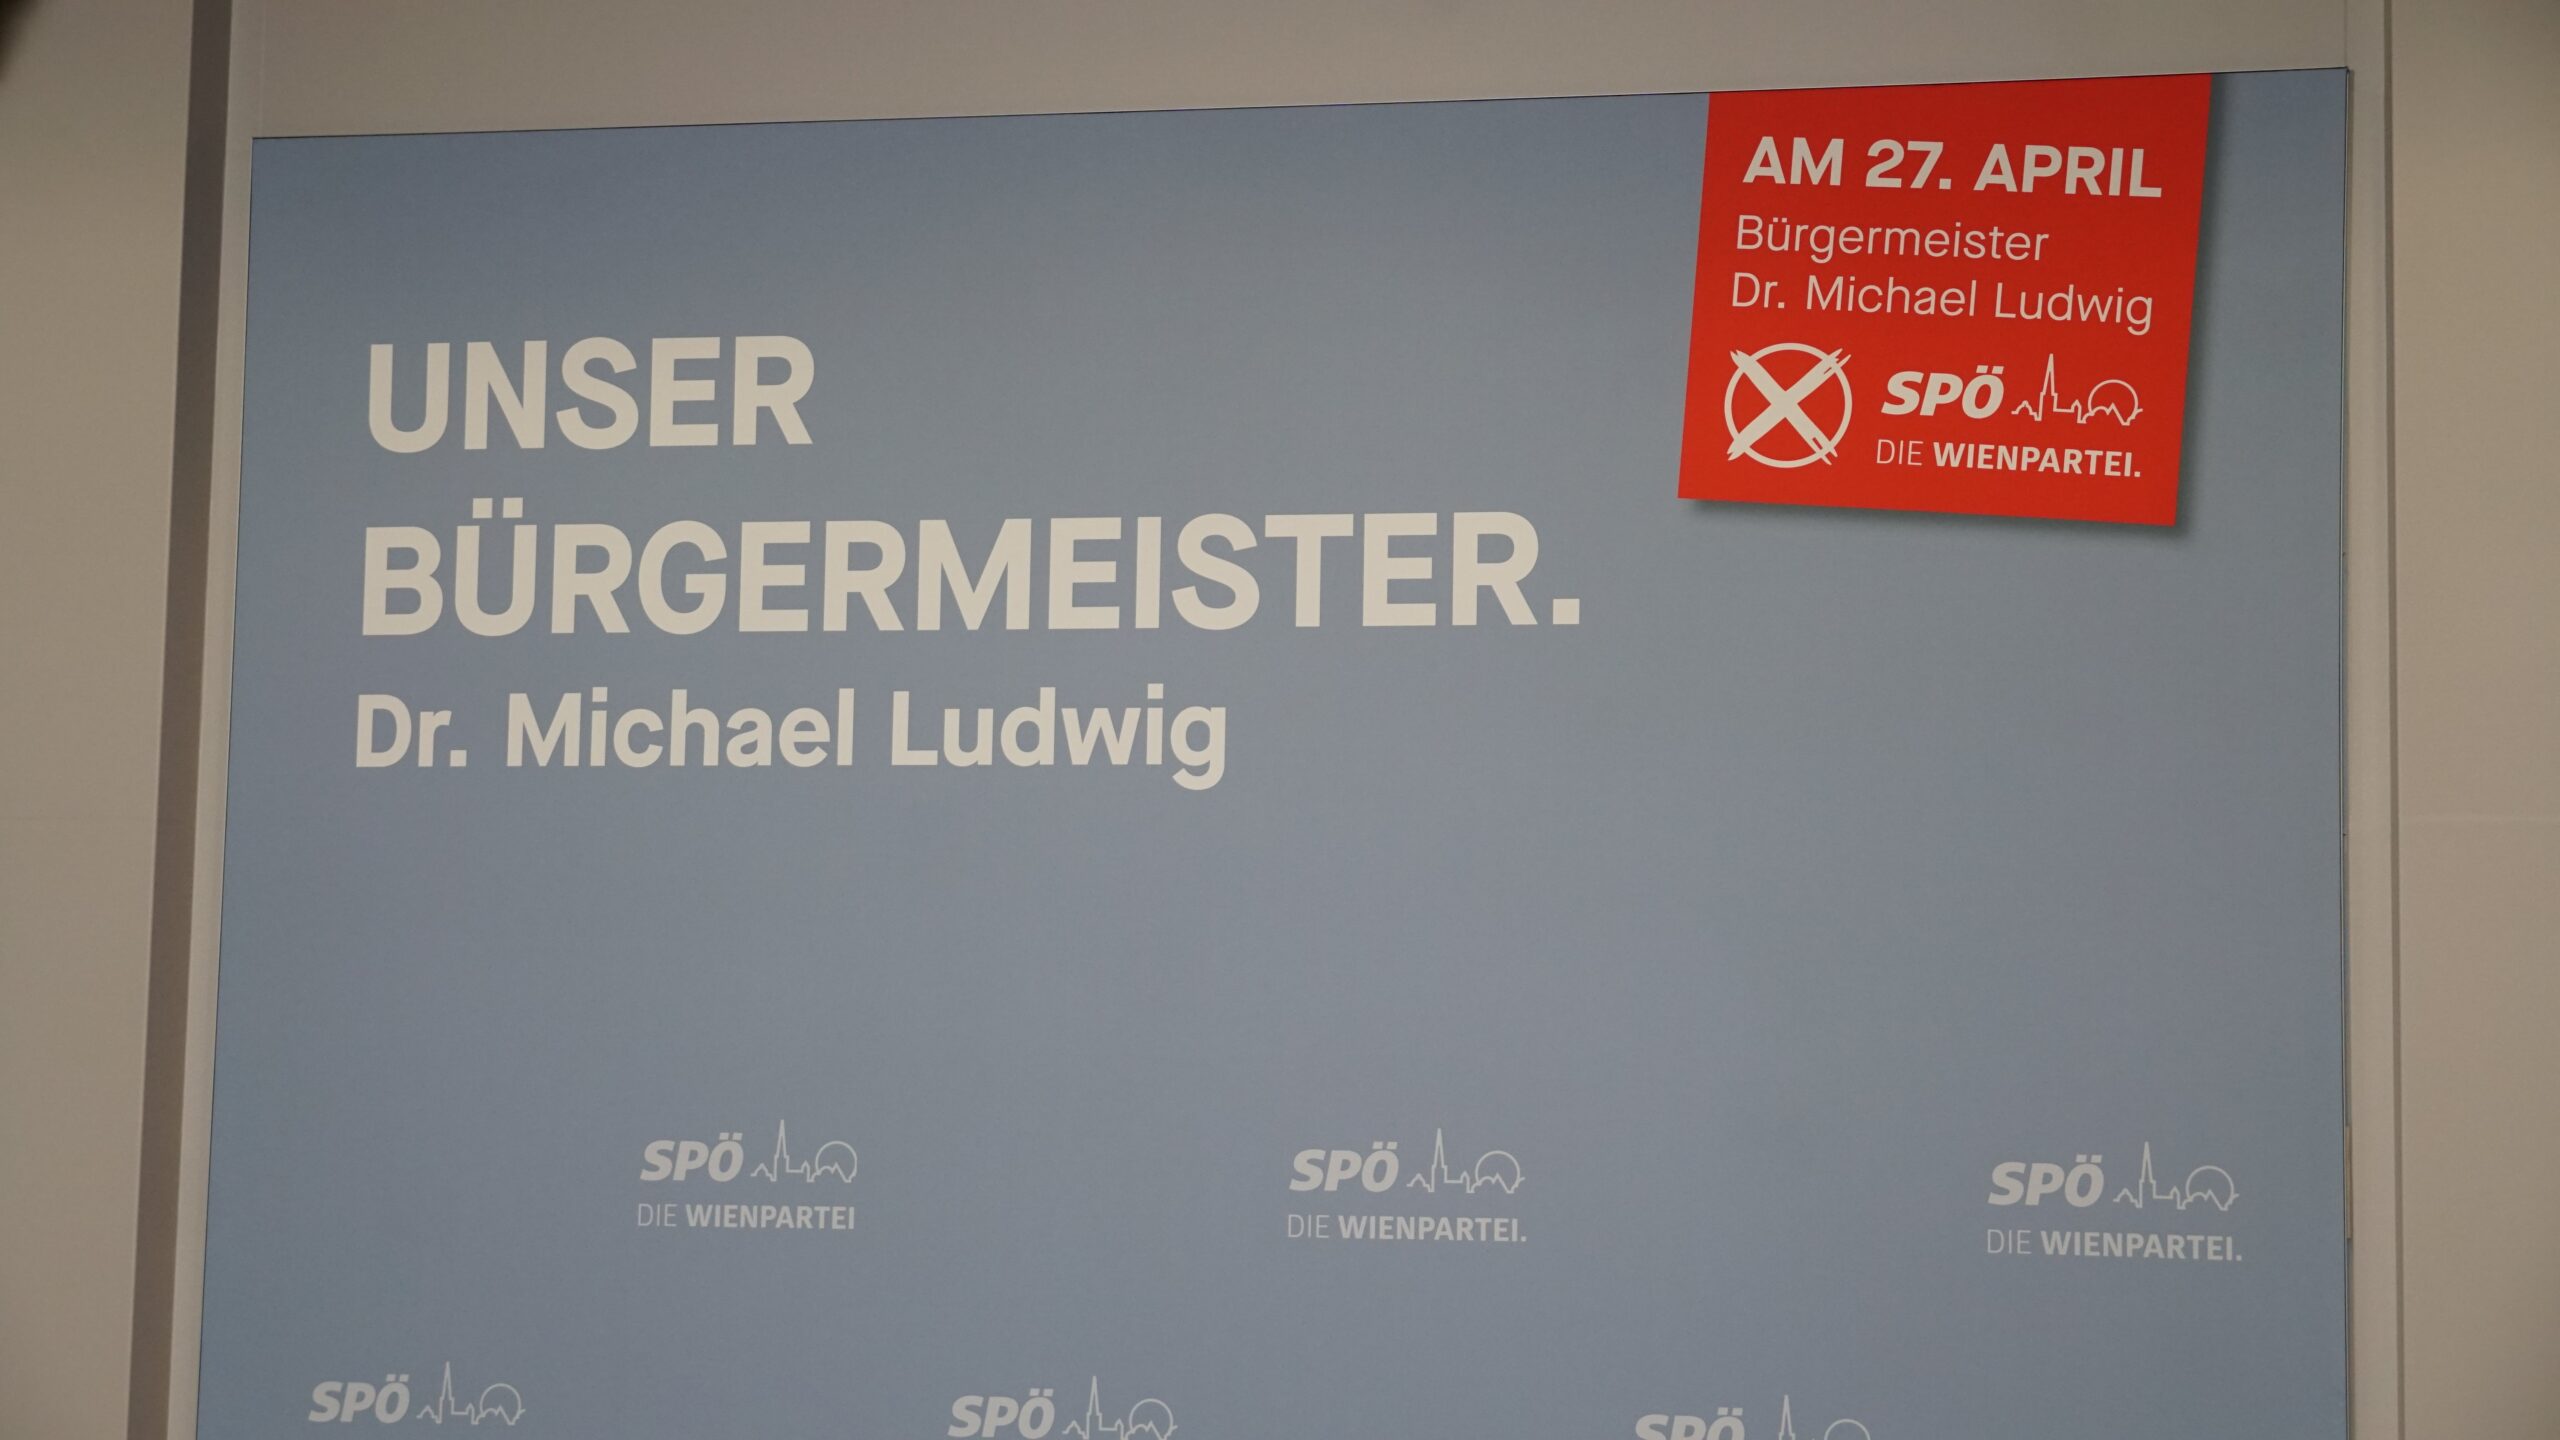 AM 27. APRIL
Bürgermeister
Dr. Michael Ludwig
SPÖ
DIE WIENPARTEI.
UNSER
BÜRGERMEISTER.
Dr. Michael Ludwig
SPÖ
DIE WIENPARTEI
SPÖ
DIE WIENPARTEI.
SPÖ
DIE WIENPARTEI.
SPÖ
SPÖ
SPÖ